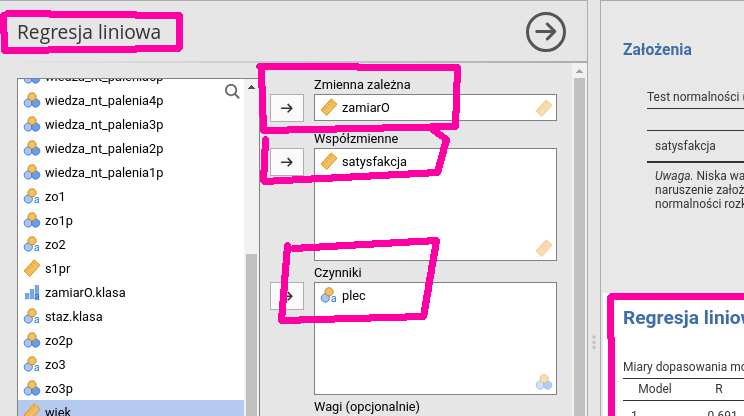 Regresja liniowa
wiedza_nt_palenia4p
wiedza_nt_palenia3p
wiedza_nt_palenia2p
wiedza_nt_palenia1p
zo1
zo1p
zo2
s1pr
zamiarO.klasa
staz.klasa
zo2p
zo3
zo3p
wiek
Zmienna zależna
zamiarO
Współzmienne
satysfakcja
Czynniki
plec
Wagi (opcjonalnie)
Założenia
Test normalności (
satysfakcja
Uwaga. Niska wa
naruszenie założ
normalności rozk
Regresja liniow
Miary dopasowania mo
Model R
1 0.691